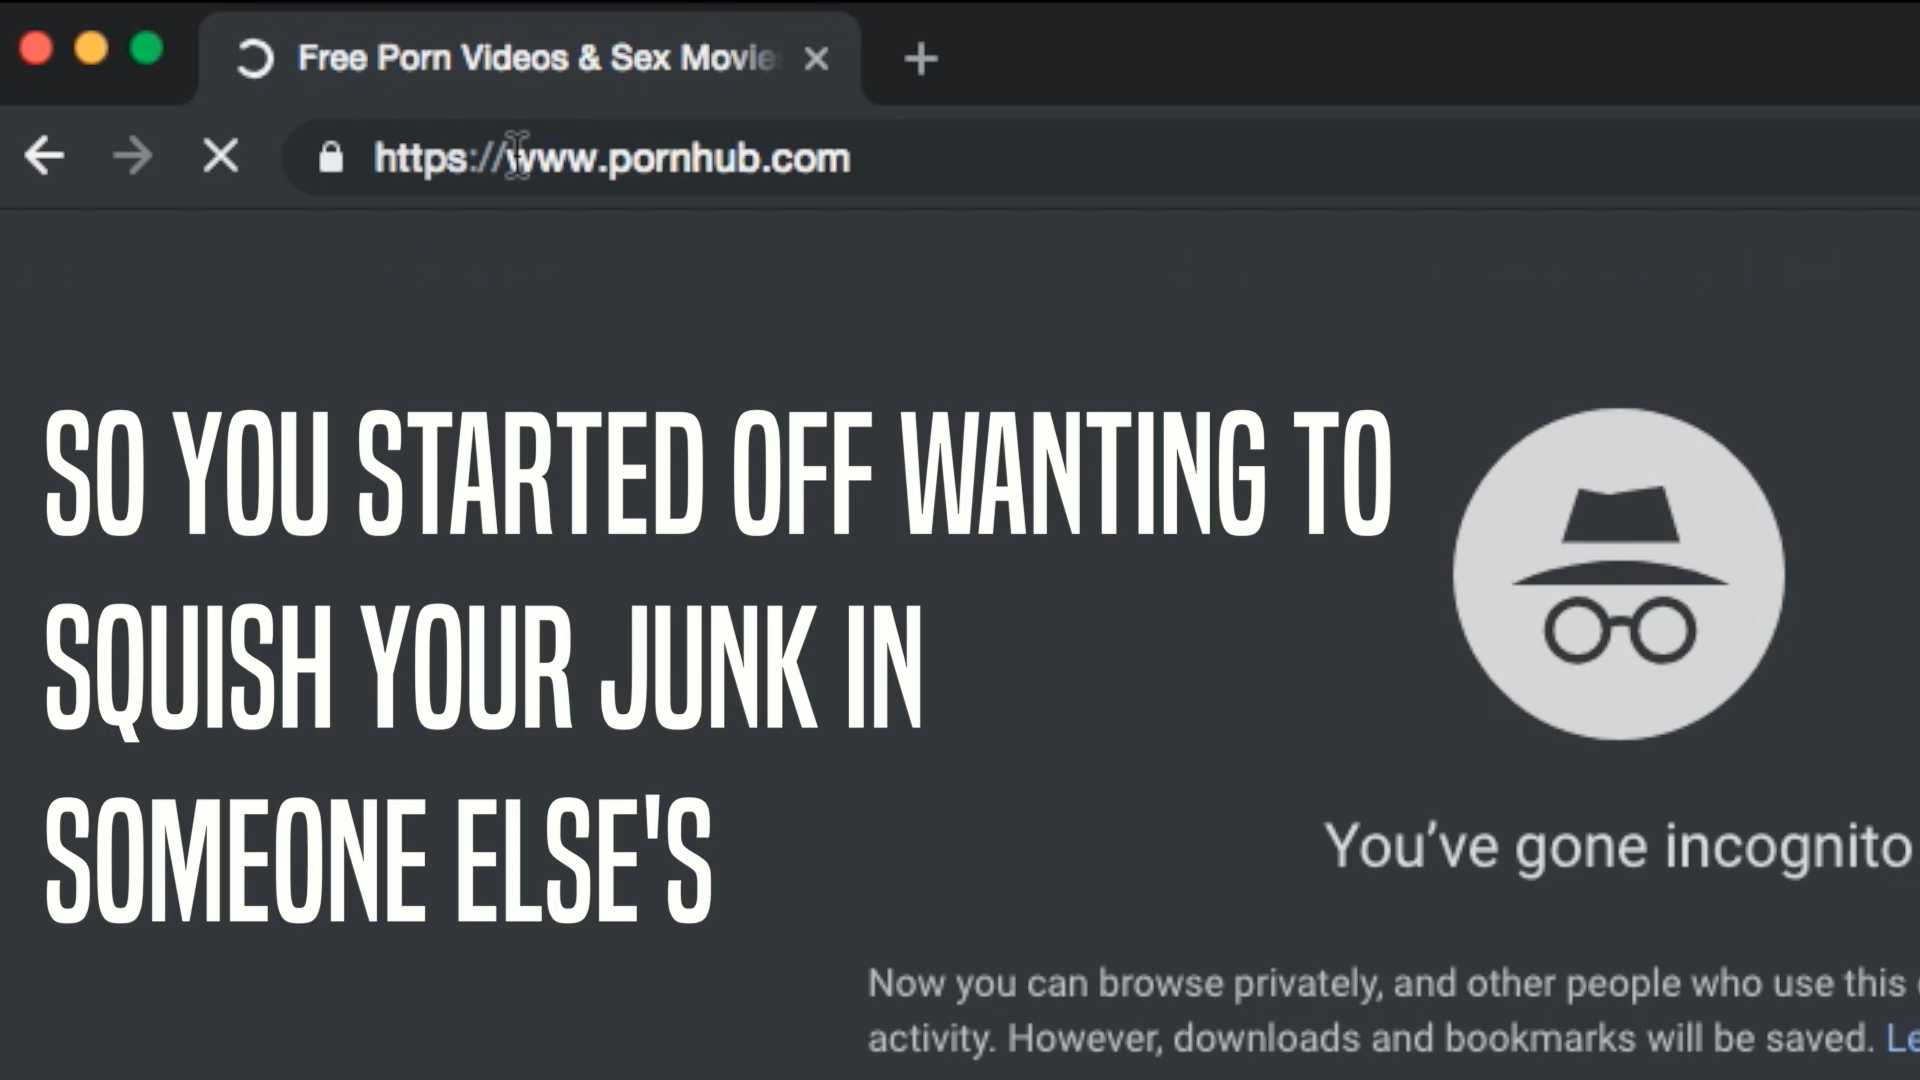 Free Porn Videos & Sex Movie
https://www.pornhub.com
SO YOU STARTED OFF WANTING TO
SQUISH YOUR JUNK IN
SOMEONE ELSE'S
You've gone incognito
Now you can browse privately, and other people who use this
activity. However, downloads and bookmarks will be saved. Le